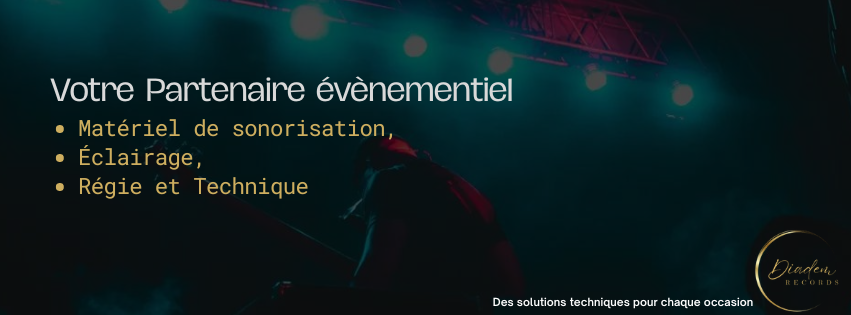 Votre Partenaire évènementiel
• Matériel de sonorisation,
• Éclairage,
• Régie et Technique
Diadem
RECORDS
Des solutions techniques pour chaque occasion